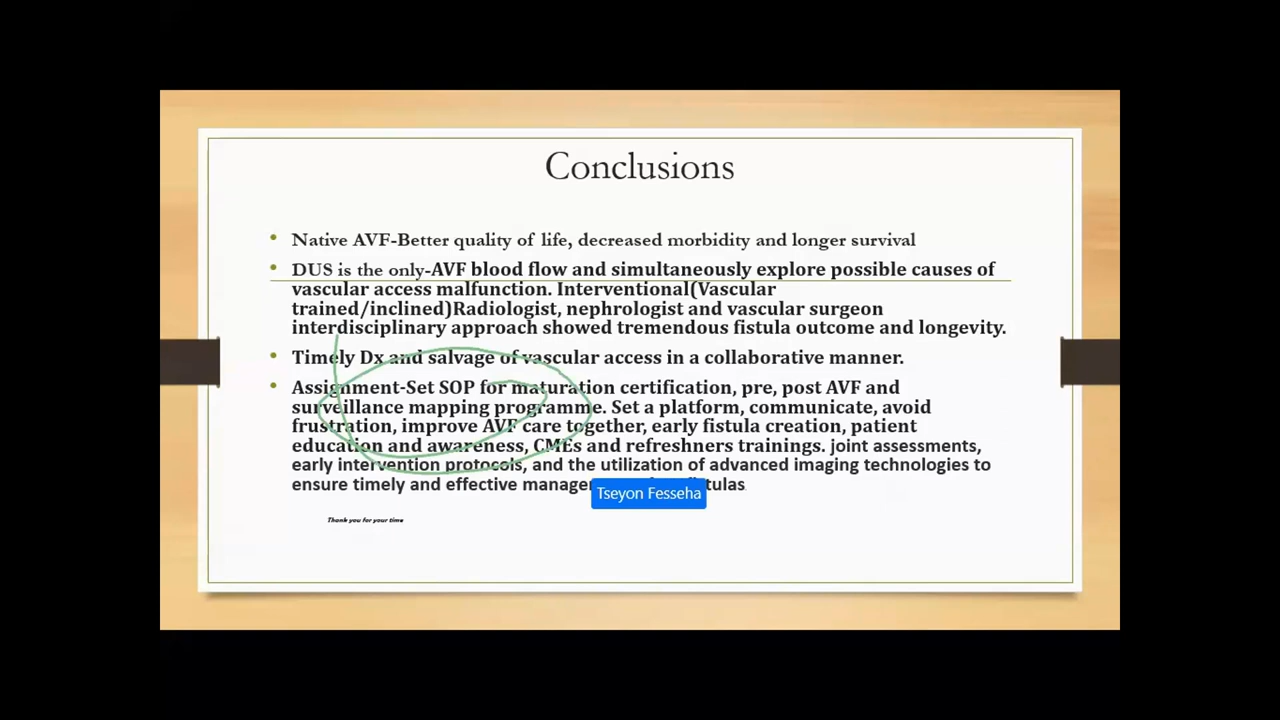 Conclusions
• Native AVF-Better quality of life, decreased morbidity and longer survival
• DUS is the only-AVF blood flow and simultaneously explore possible causes of
vascular access malfunction. Interventional(Vascular
trained/inclined)Radiologist, nephrologist and vascular surgeon
interdisciplinary approach showed tremendous fistula outcome and longevity.
• Timely Dx and salvage of vascular access in a collaborative manner.
• Assignment-Set SOP for maturation certification, pre, post AVF and
surveillance mapping programme. Set a platform, communicate, avoid
frustration, improve AVF care together, early fistula creation, patient
education and awareness, CMEs and refreshners trainings. joint assessments,
early intervention protocols, and the utilization of advanced imaging technologies to
ensure timely and effective
Tseyon Fesseha
Thank you for your time